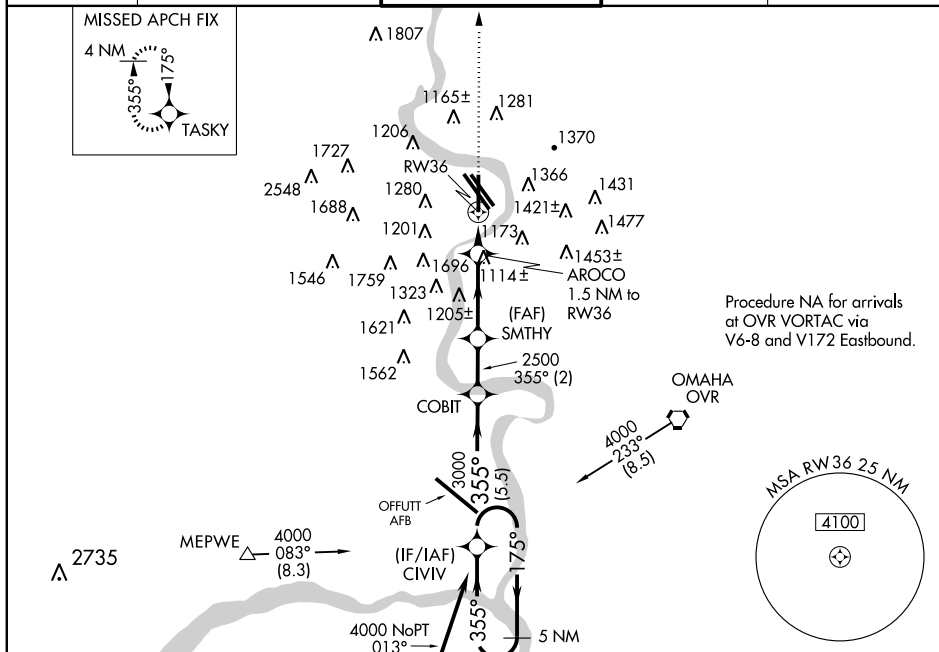 MISSED APCH FIX
4 NM
355°
175°
TASKY
1807
1165±
1281
1206
1370
1727
RW36
1366
2548
1280
1431
1688
1421±
1477
1201
1173
1546
1759
1696
1114±
1453±
AROCO
1.5 NM to
RW36
1323
1205±
1621
(FAF)
SMTHY
1562
2500
355° (2)
COBIT
Procedure NA for arrivals
at OVR VORTAC via
V6-8 and V172 Eastbound.
OMAHA
OVR
4000
233°
(8.5)
3000
355°
(5.5)
OFFUTT
AFB
MSA RW36 25 NM
4100
MEPWE
4000
083°
(8.3)
(IF/IAF)
CIVIV
175°
2735
4000 NoPT
013°
355°
5 NM